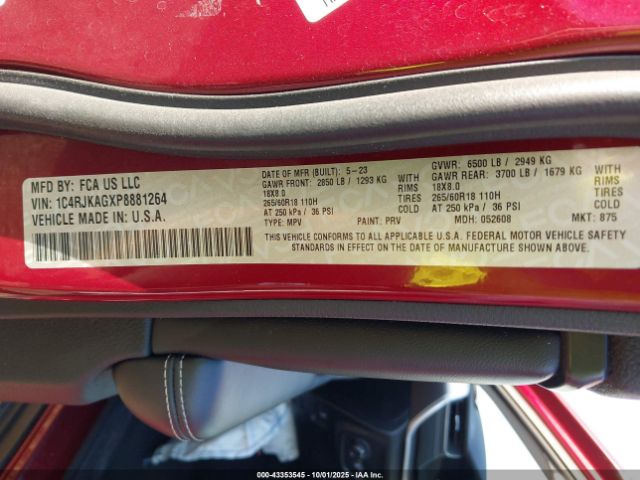 MFD BY: FCA US LLC
VIN: 1C4RJKAGXP8881264
VEHICLE MADE IN U.S.A.
DATE OF MFR (BUILT): 5-23
GAWR FRONT: 2850 LB / 1293 KG WITH
18X8.0 RIMS
265/60R18 110H TIRES
AT 250 kPa / 36 PSI COLD
TYPE: MPV PAINT: PRV
GVWR: 6500 LB / 2949 KG
GAWR REAR: 3700 LB / 1679 KG WITH
18X8.0 RIMS
265/60R18 110H TIRES
AT 250 kPa / 36 PSI COLD
MDH: 052608 MKT: 875
THIS VEHICLE CONFORMS TO ALL APPLICABLE U.S.A. FEDERAL MOTOR VEHICLE SAFETY
STANDARDS IN EFFECT ON THE DATE OF MANUFACTURE SHOWN ABOVE.
000-43353545 - 10/01/2025 - IAAI.com